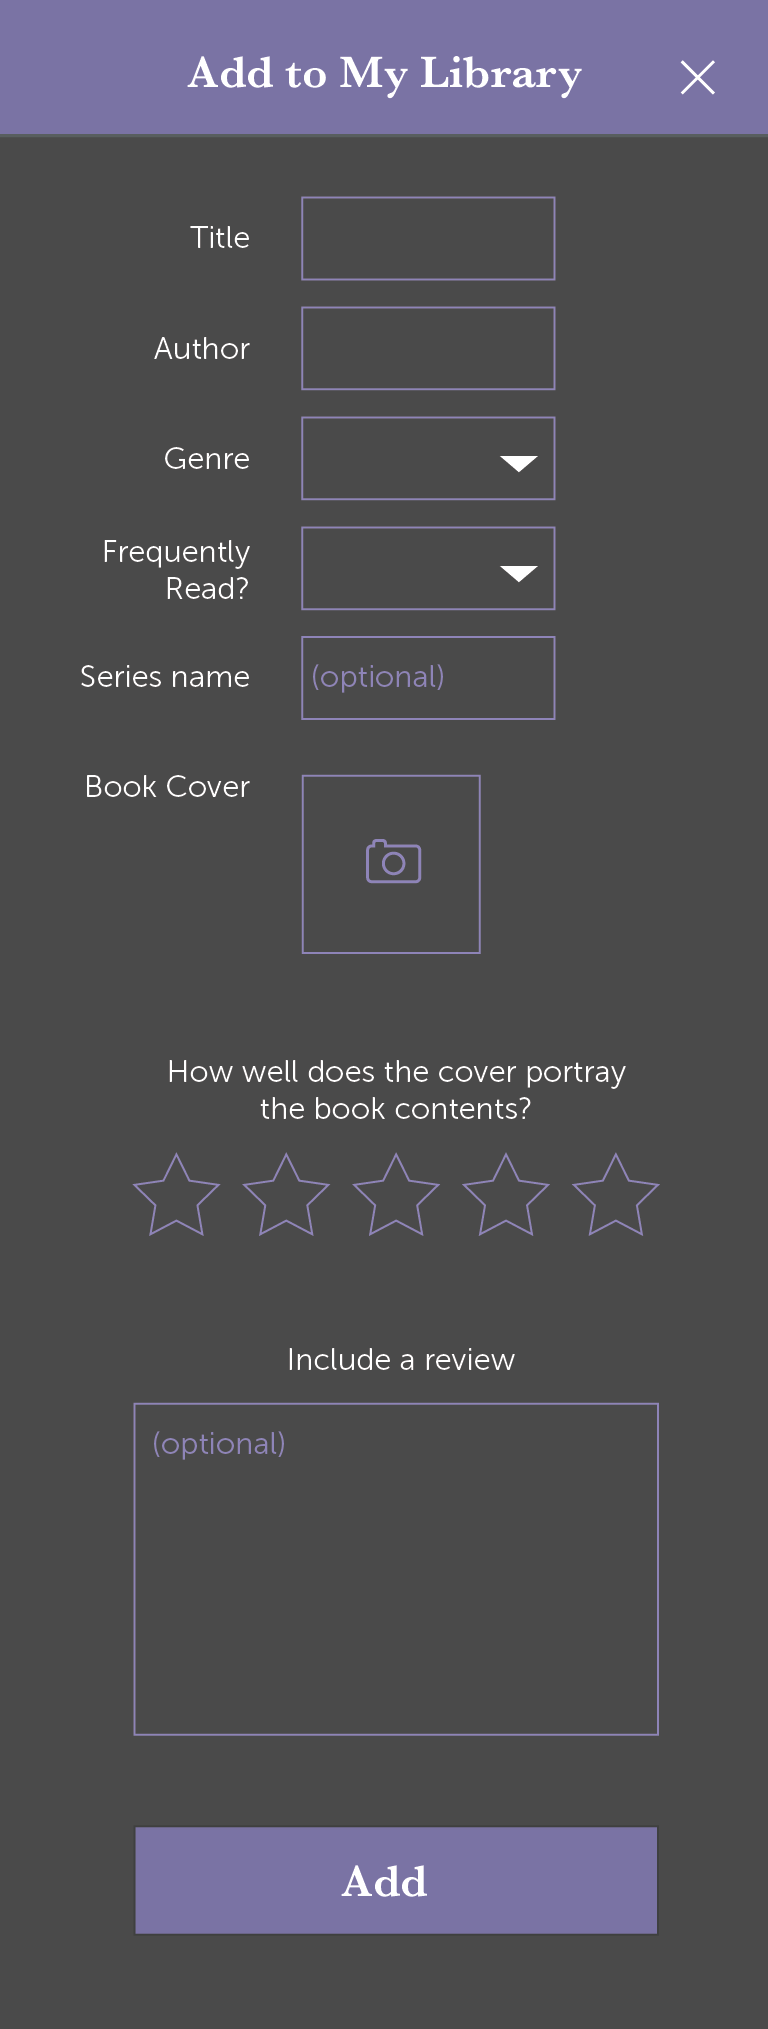 Add to My Library
Title
Author
Genre
Frequently
Read?
Series name
(optional)
Book Cover
How well does the cover portray
the book contents?
Include a review
(optional)
Add